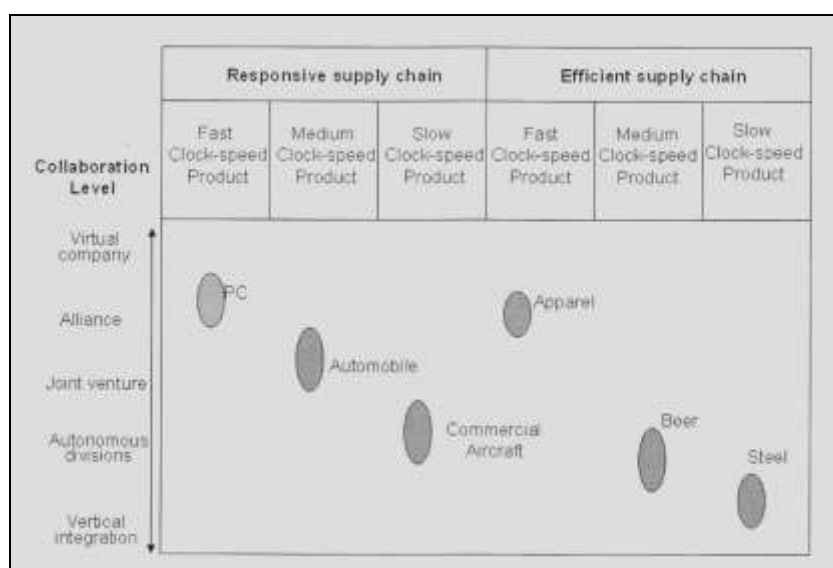 Responsive supply chain
Efficient supply chain
Collaboration
Level
Fast
Clock-speed
Product
Medium
Clock-speed
Product
Slow
Clock-speed
Product
Fast
Clock-speed
Product
Medium
Clock-speed
Product
Slow
Clock-speed
Product
Virtual
company
PC
Apparel
Alliance
Automobile
Joint venture
Autonomous
divisions
Commercial
Aircraft
Beer
Steel
Vertical
integration